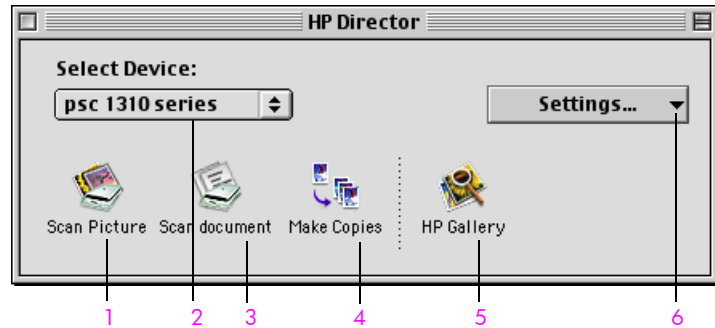 HP Director
Select Device:
psc 1310 series
Settings...
Scan Picture
Scan document
Make Copies
HP Gallery
1 2 3 4 5 6